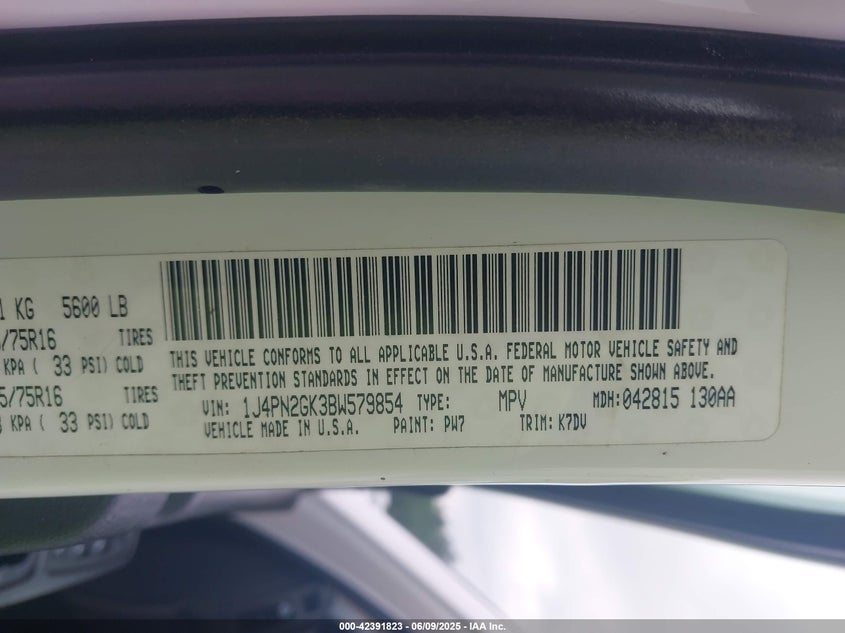 1 KG 5600 LB
/75R16 TIRES
KPA ( 33 PSI) COLD
5/75R16 TIRES
KPA ( 33 PSI) COLD
THIS VEHICLE CONFORMS TO ALL APPLICABLE U.S.A. FEDERAL MOTOR VEHICLE SAFETY AND
THEFT PREVENTION STANDARDS IN EFFECT ON THE DATE OF MANUFACTURE SHOWN ABOVE.
VIN: 1J4PN2GK3BW579854 TYPE: MPV MDH:042815 130AA
VEHICLE MADE IN U.S.A. PAINT: PW7 TRIM: K7DV
000-42391823 | 06/09/2025 - IAA Inc.